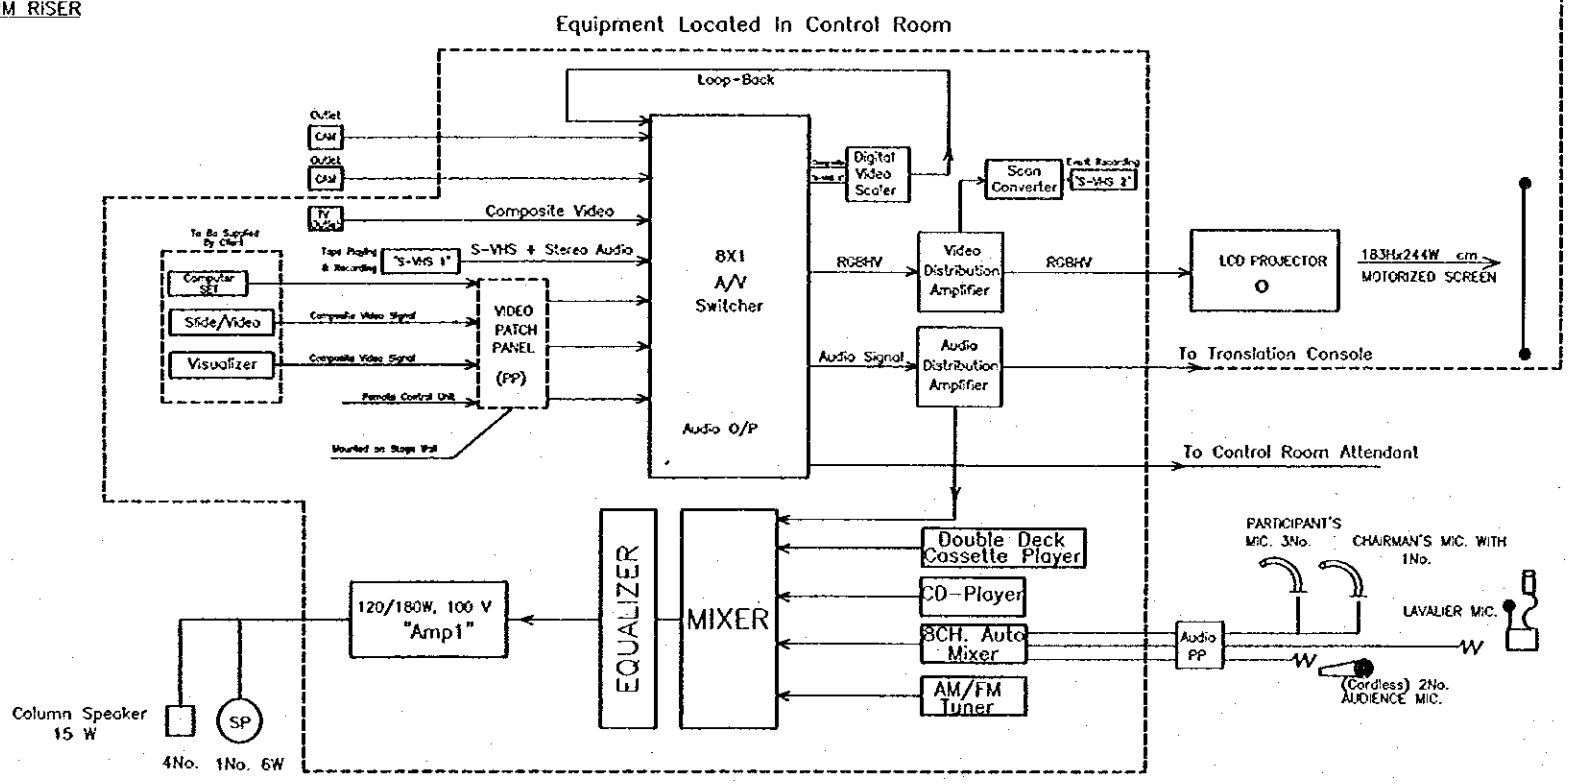 M RISER
Equipment Located In Control Room
Loop-Back
Outlet
CAM
Outlet
CAM
TV
Outlet
Composite Video
To Be Supplied
By Client
Tape Playing
& Recording
"S-VHS 1"
S-VHS + Stereo Audio
Computer
SET
Slide/Video
Composite Video Signal
Visualizer
Composite Video Signal
Remote Control Unit
Mounted on Stage Wall
VIDEO
PATCH
PANEL
(PP)
8X1
A/V
Switcher
Audio O/P
Composite
Digital
Video
Scaler
Scan
Converter
Event Recording
"S-VHS 2"
RGBHV
Video
Distribution
Amplifier
RGBHV
LCD PROJECTOR
183Hx244W cm
MOTORIZED SCREEN
Audio Signal
Audio
Distribution
Amplifier
To Translation Console
To Control Room Attendant
120/180W, 100 V
"Amp1"
EQUALIZER
MIXER
Double Deck
Cassette Player
CD-Player
8CH. Auto
Mixer
AM/FM
Tuner
Audio
PP
PARTICIPANT'S
MIC. 3No.
CHAIRMAN'S MIC. WITH
1No.
LAVALIER MIC.
(Cordless) 2No.
AUDIENCE MIC.
Column Speaker
15 W
SP
4No. 1No. 6W